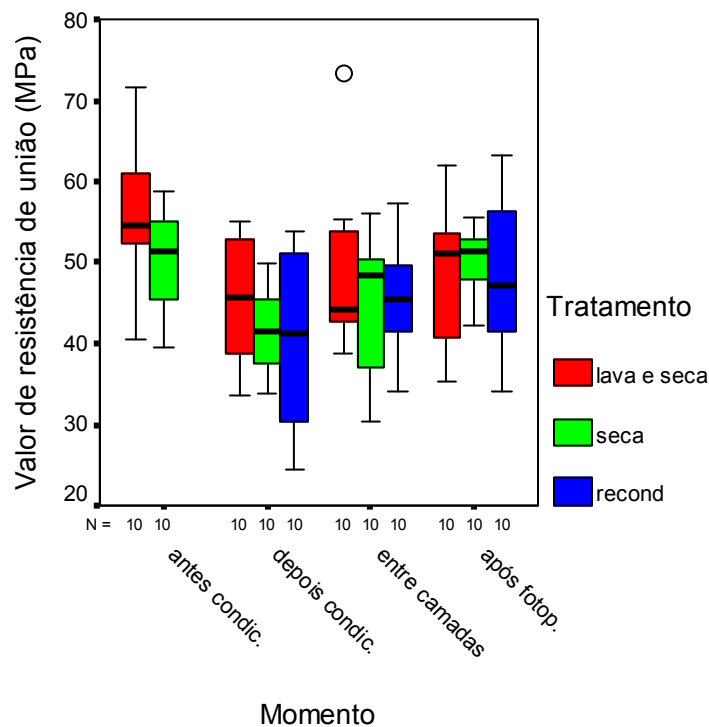 Valor de resistência de união (MPa)
80
70
60
50
40
30
20
N = 10 10 10 10 10 10 10 10 10 10 10
antes condic.
depois condic.
entre camadas
após fotop.
Momento
Tratamento
lava e seca
seca
recond